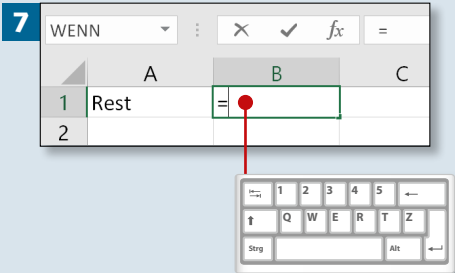 7
WENN fx =
A B C
1 Rest =
2
1 2 3 4 5
Q W E R T Z
Strg Alt